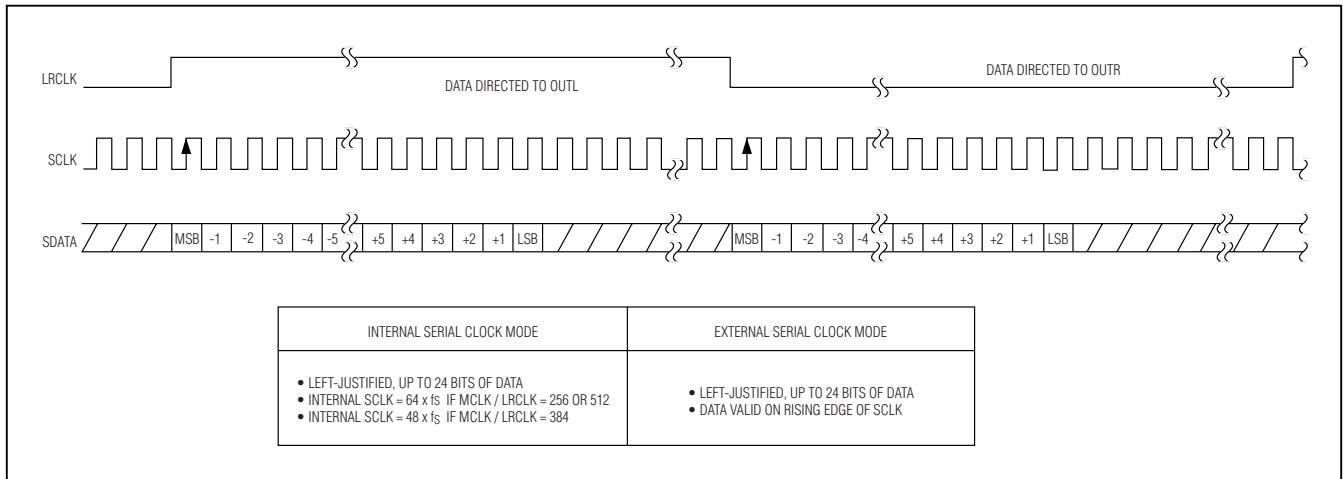 LRCLK
DATA DIRECTED TO OUTL
DATA DIRECTED TO OUTR
SCLK
SDATA
MSB -1 -2 -3 -4 -5 +5 +4 +3 +2 +1 LSB MSB -1 -2 -3 -4 +5 +4 +3 +2 +1 LSB
INTERNAL SERIAL CLOCK MODE
• LEFT-JUSTIFIED, UP TO 24 BITS OF DATA
• INTERNAL SCLK = 64 x fS IF MCLK / LRCLK = 256 OR 512
• INTERNAL SCLK = 48 x fS IF MCLK / LRCLK = 384
EXTERNAL SERIAL CLOCK MODE
• LEFT-JUSTIFIED, UP TO 24 BITS OF DATA
• DATA VALID ON RISING EDGE OF SCLK